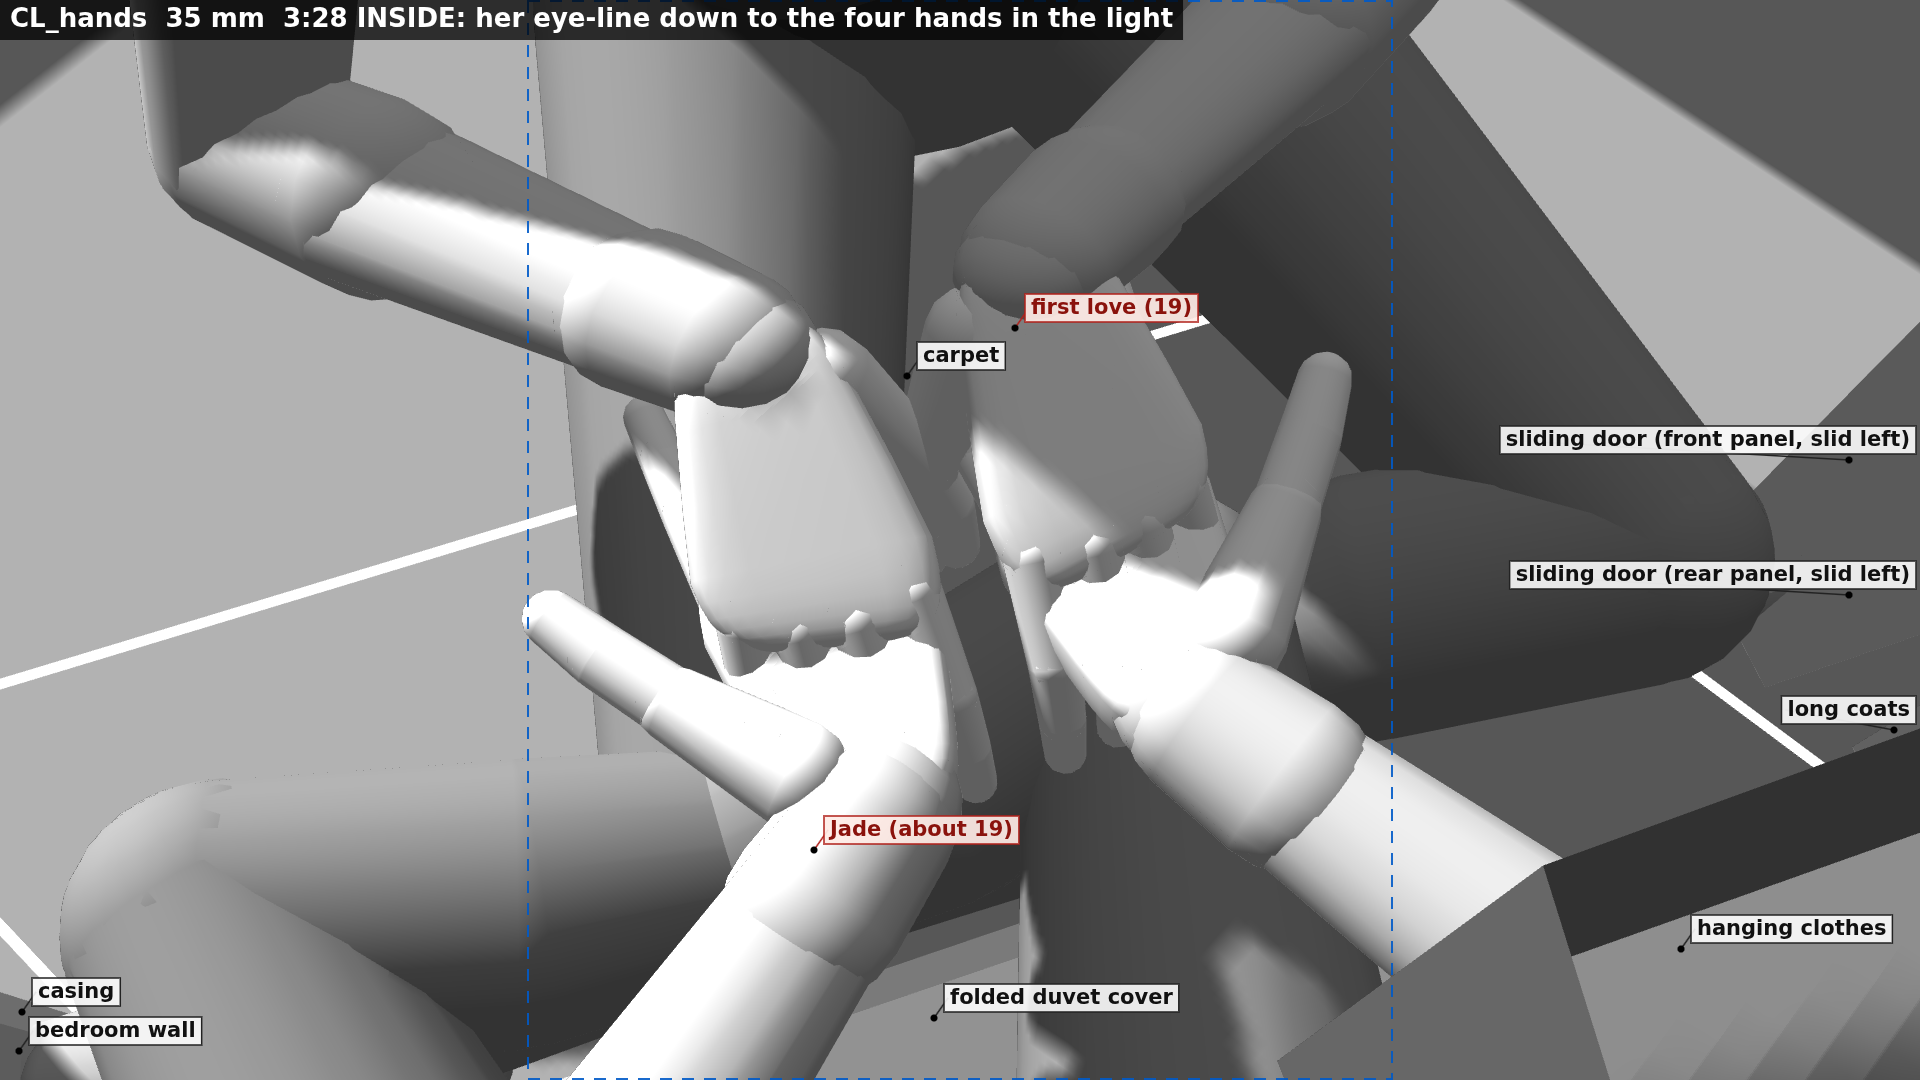 CL_hands 35 mm 3:28 INSIDE: her eye-line down to the four hands in the light
first love (19)
carpet
sliding door (front panel, slid left)
sliding door (rear panel, slid left)
long coats
Jade (about 19)
hanging clothes
casing
folded duvet cover
bedroom wall